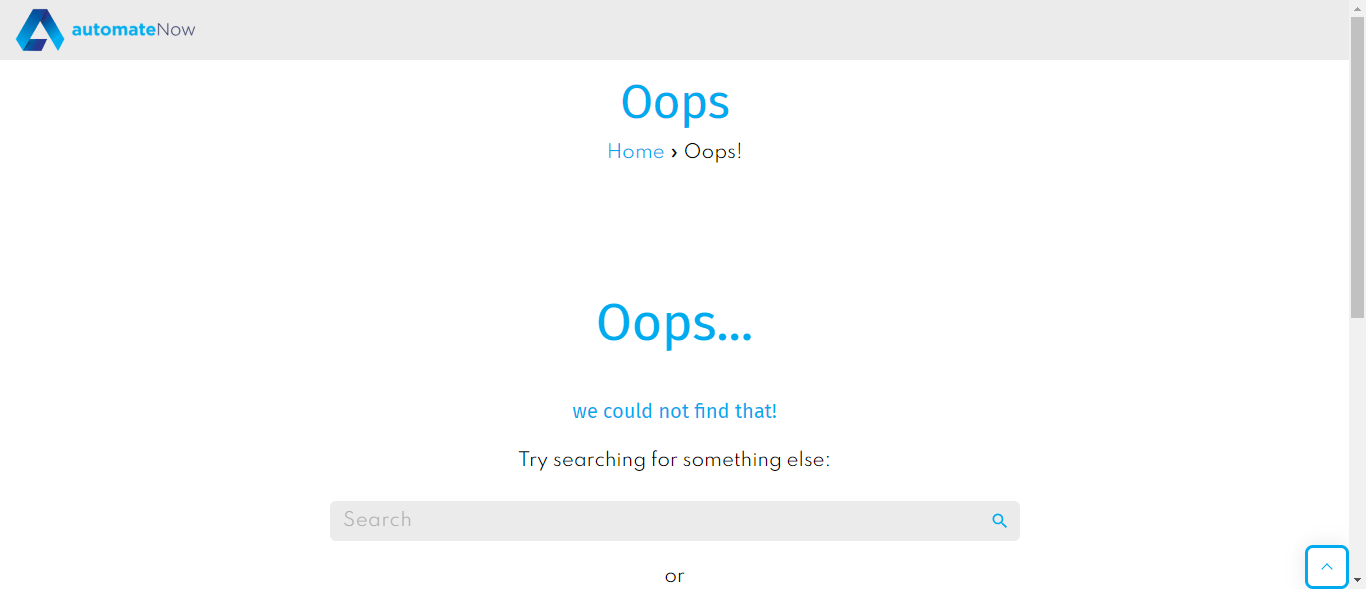 automateNow
Oops
Home › Oops!
Oops...
we could not find that!
Try searching for something else:
Search
or